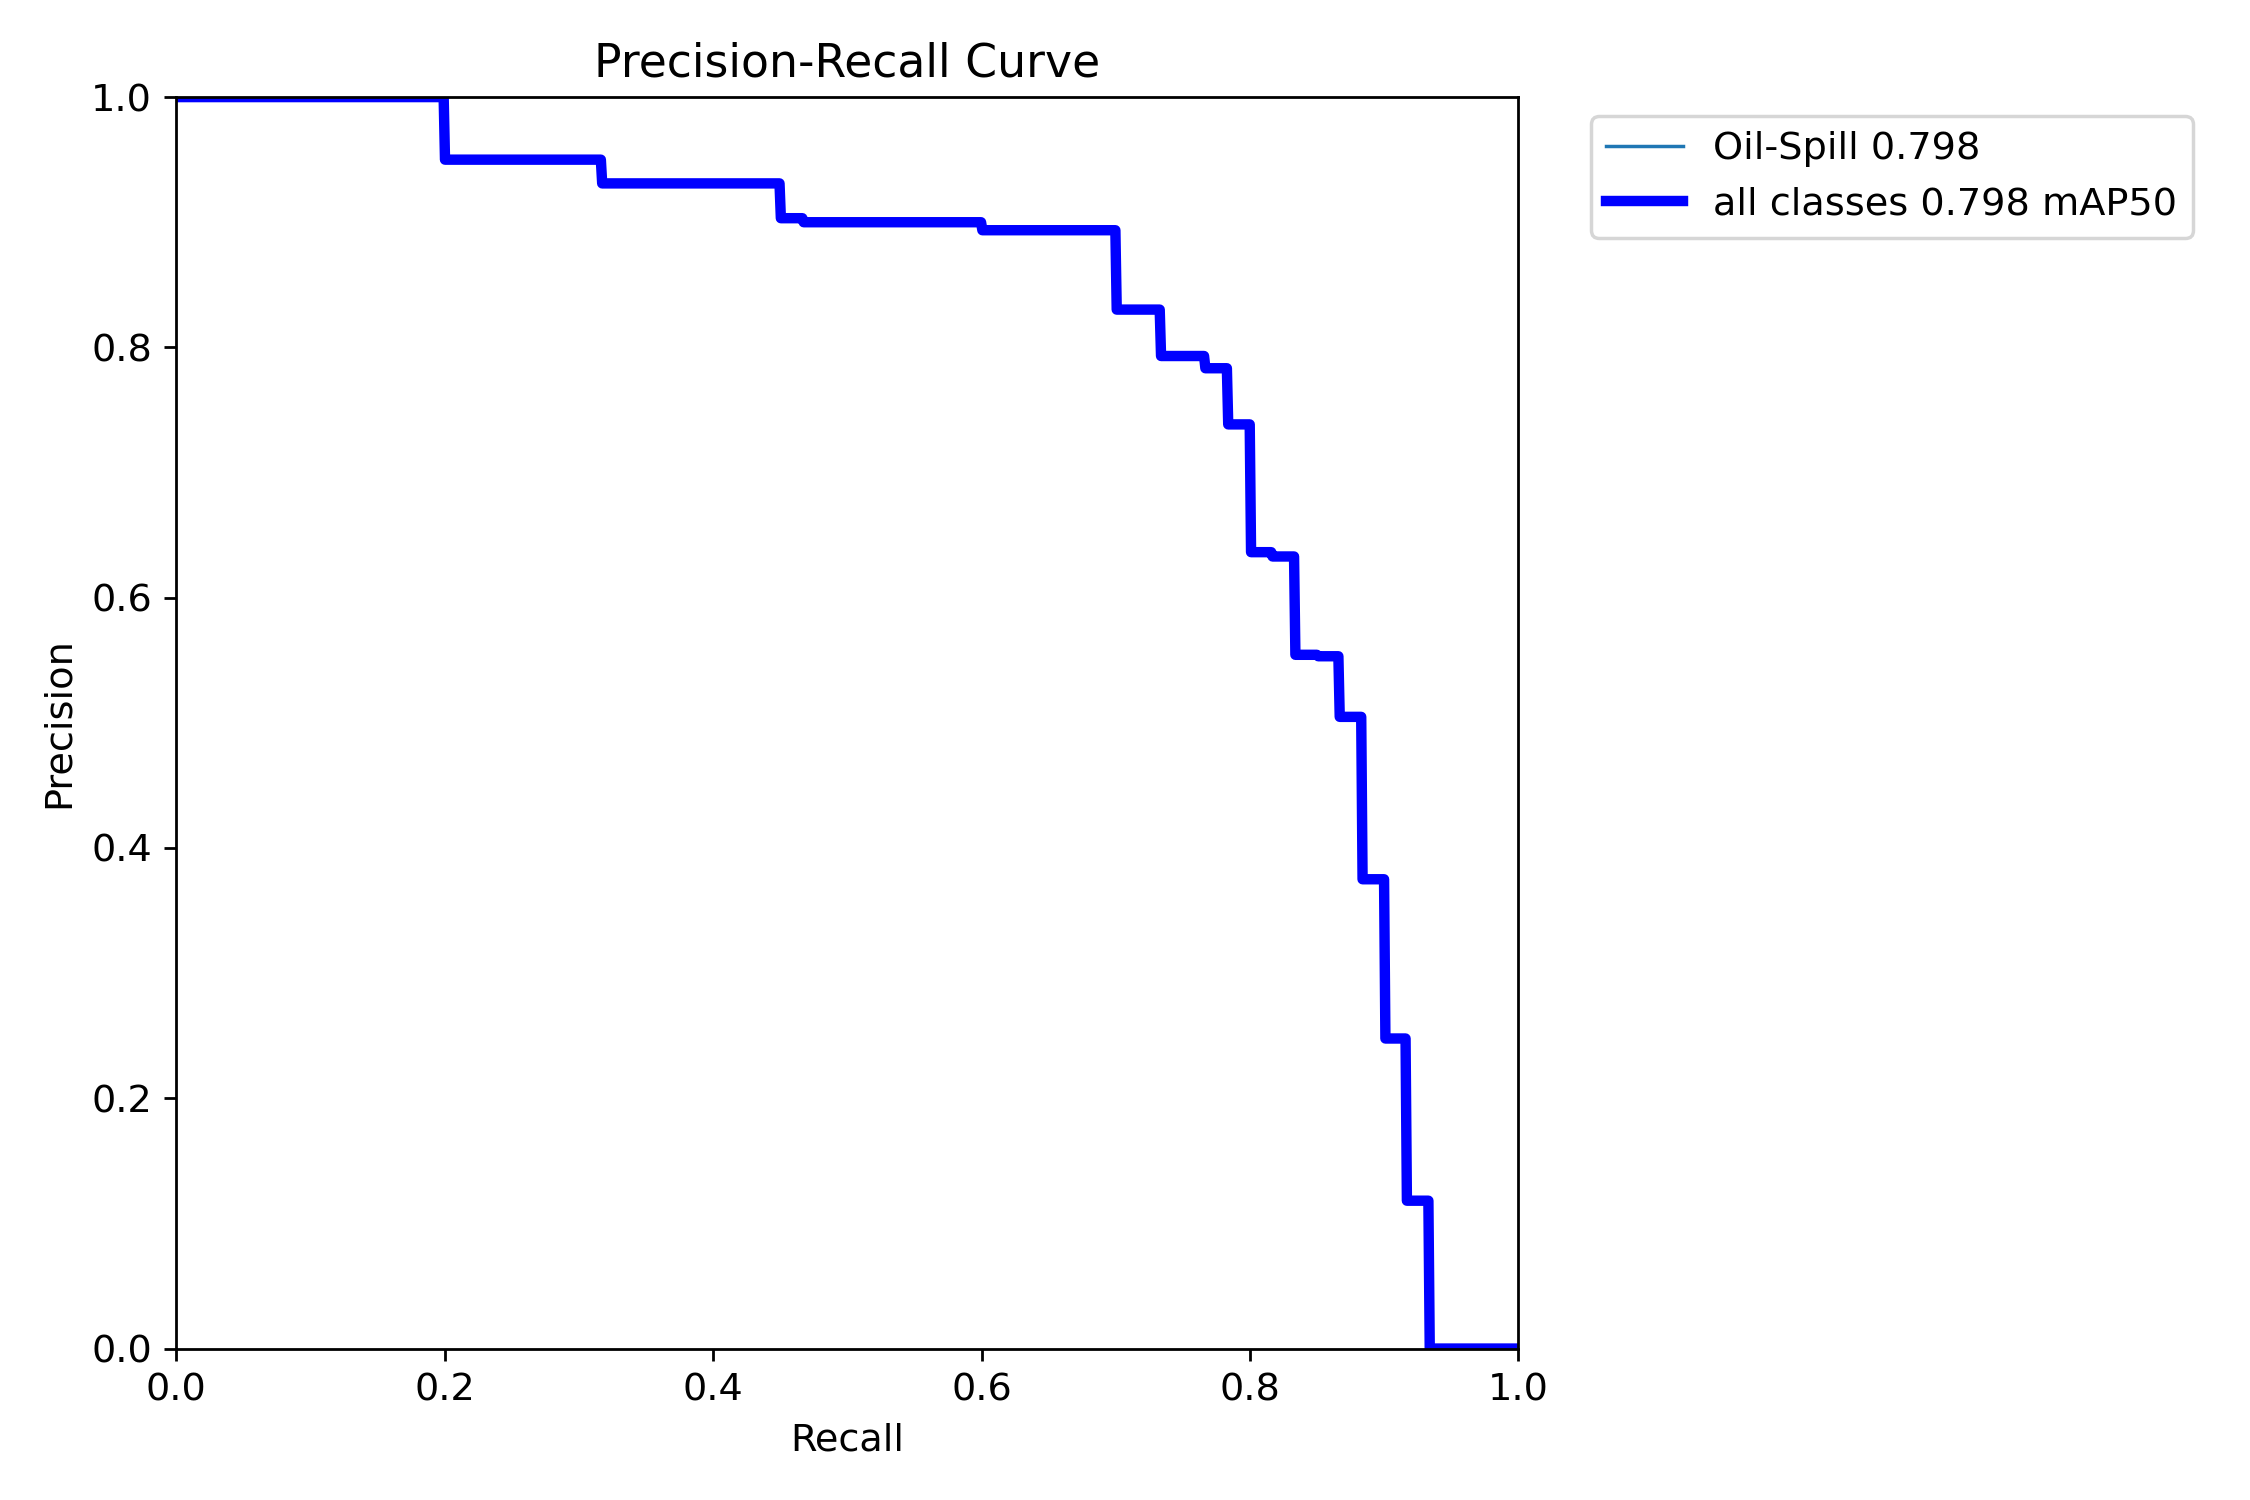 Precision-Recall Curve
Oil-Spill 0.798
all classes 0.798 mAP50
1.0
0.8
0.6
0.4
0.2
0.0
Precision
0.0 0.2 0.4 0.6 0.8 1.0
Recall